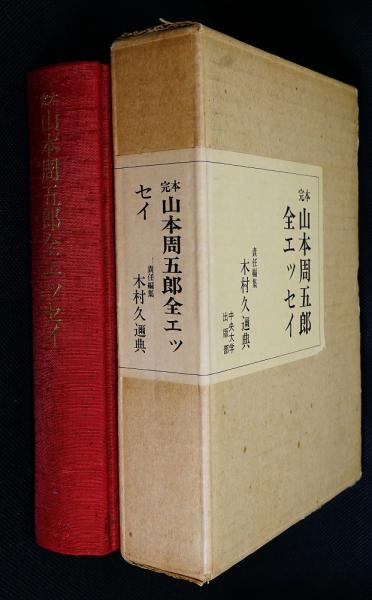 完本
山本周五郎全エッセイ
完本
山本周五郎全エッ
セイ
責任編集
木村久邇典
完本
山本周五郎
全エッセイ
責任編集
木村久邇典
中央大学
出版部